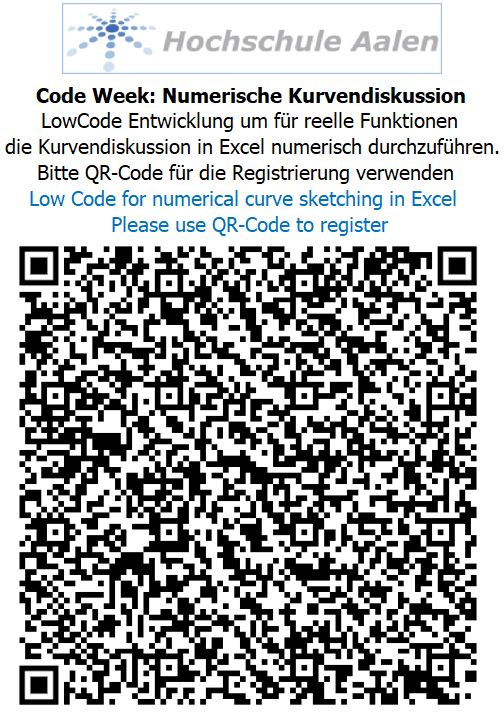 Hochschule Aalen
Code Week: Numerische Kurvendiskussion
LowCode Entwicklung um für reelle Funktionen
die Kurvendiskussion in Excel numerisch durchzuführen.
Bitte QR-Code für die Registrierung verwenden
Low Code for numerical curve sketching in Excel
Please use QR-Code to register